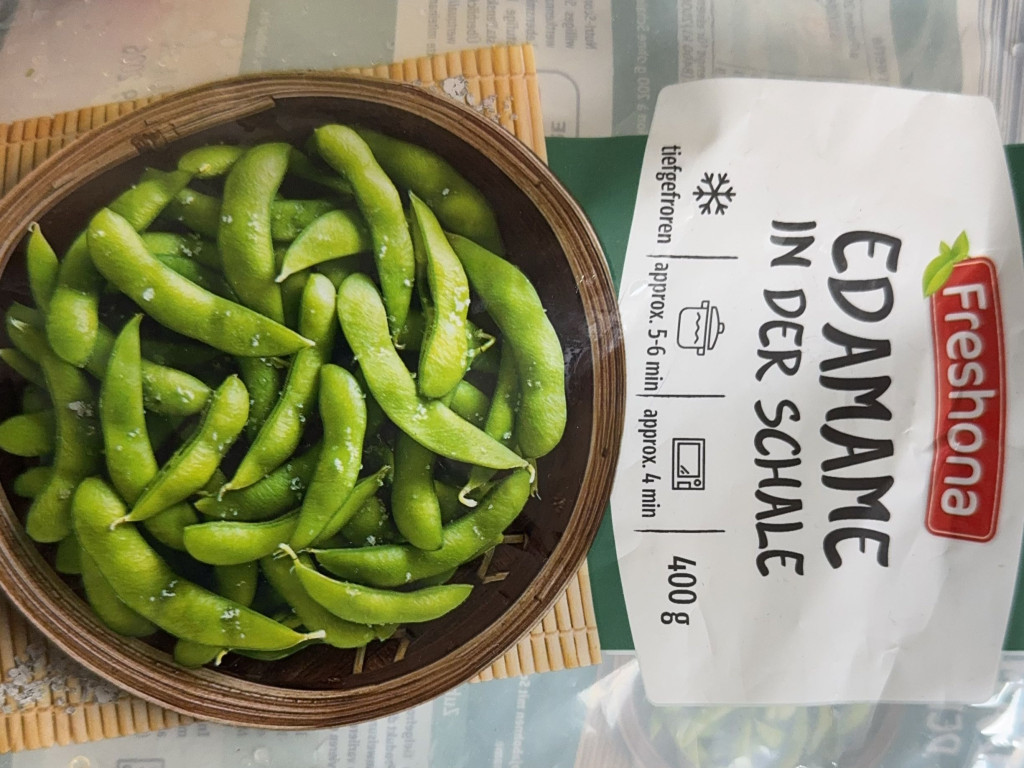 Freshona
EDAMAME
IN DER SCHALE
tiefgefroren
approx. 5-6 min
approx. 4 min
400 g